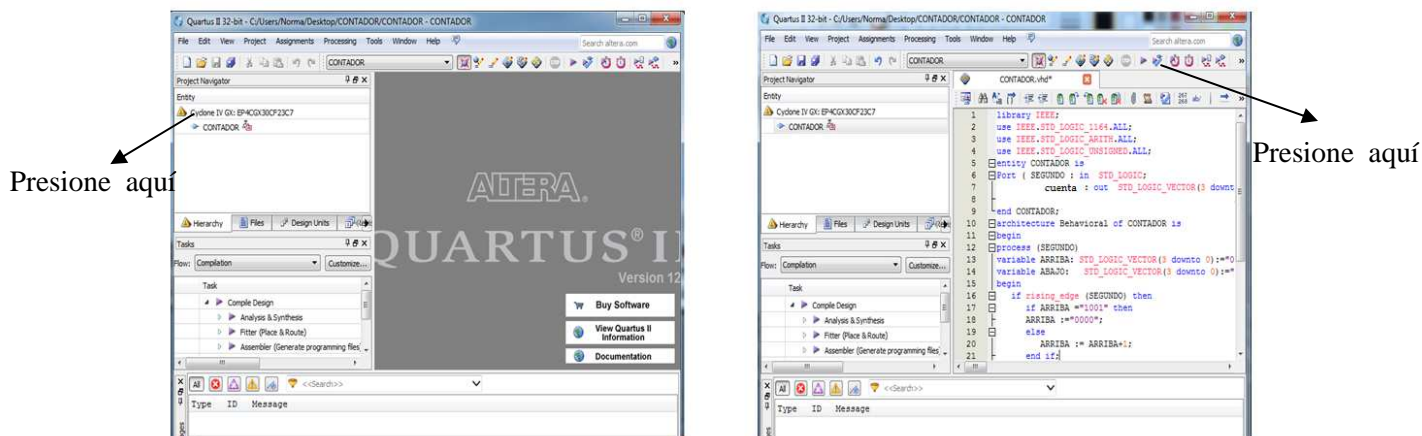 Quartus II 32-bit - C:/Users/Norma/Desktop/CONTADOR/CONTADOR - CONTADOR
File Edit View Project Assignments Processing Tools Window Help
Search altera.com
CONTADOR
Project Navigator
Entity
Cyclone IV GX: EP4CGX30CF23C7
CONTADOR
Presione aquí
Hierarchy Files Design Units
Tasks
Flow: Compilation Customize...
Task
Compile Design
Analysis & Synthesis
Fitter (Place & Route)
Assembler (Generate programming files)
ALTERA.
QUARTUS® II
Version 12
Buy Software
View Quartus II
Information
Documentation
All <<Search>>
Type ID Message
Quartus II 32-bit - C:/Users/Norma/Desktop/CONTADOR/CONTADOR - CONTADOR
File Edit View Project Assignments Processing Tools Window Help
Search altera.com
CONTADOR
Project Navigator
CONTADOR.vhd*
Entity
Cyclone IV GX: EP4CGX30CF23C7
CONTADOR
Hierarchy Files Design Units
Tasks
Flow: Compilation Customize...
Task
Compile Design
Analysis & Synthesis
Fitter (Place & Route)
Assembler (Generate programming files)
267
268 ab/
1 library IEEE;
2 use IEEE.STD_LOGIC_1164.ALL;
3 use IEEE.STD_LOGIC_ARITH.ALL;
4 use IEEE.STD_LOGIC_UNSIGNED.ALL;
5 entity CONTADOR is
6 Port ( SEGUNDO : in STD_LOGIC;
7 cuenta : out STD_LOGIC_VECTOR(3 downt
8
9 end CONTADOR;
10 architecture Behavioral of CONTADOR is
11 begin
12 process (SEGUNDO)
13 variable ARRIBA: STD_LOGIC_VECTOR(3 downto 0):="0
14 variable ABAJO: STD_LOGIC_VECTOR(3 downto 0):="
15 begin
16 if rising_edge (SEGUNDO) then
17 if ARRIBA ="1001" then
18 ARRIBA :="0000";
19 else
20 ARRIBA := ARRIBA+1;
21 end if;
Presione aquí
All <<Search>>
Type ID Message